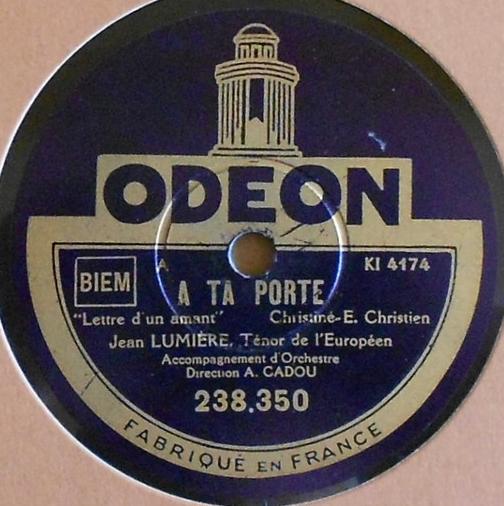 ODEON
BIEM
A
KI 4174
A TA PORTE
"Lettre d'un amant" Christiné-E. Christien
Jean LUMIÈRE, Ténor de l'Européen
Accompagnement d'Orchestre
Direction A. CADOU
238.350
FABRIQUÉ EN FRANCE